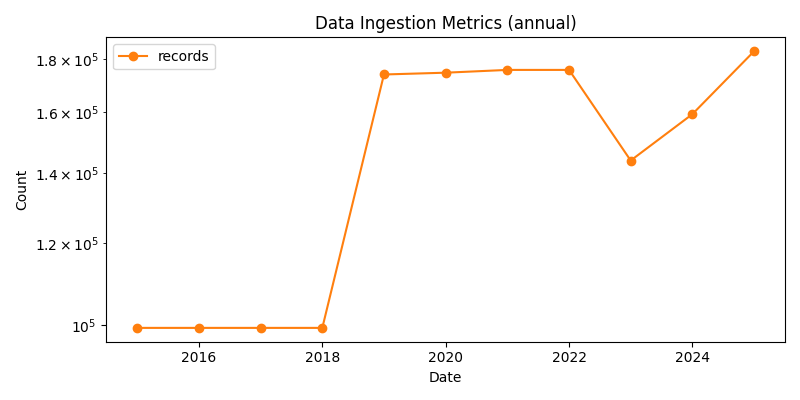 Data Ingestion Metrics (annual)
records
1.8 × 10⁵
1.6 × 10⁵
1.4 × 10⁵
1.2 × 10⁵
10⁵
Count
2016 2018 2020 2022 2024
Date